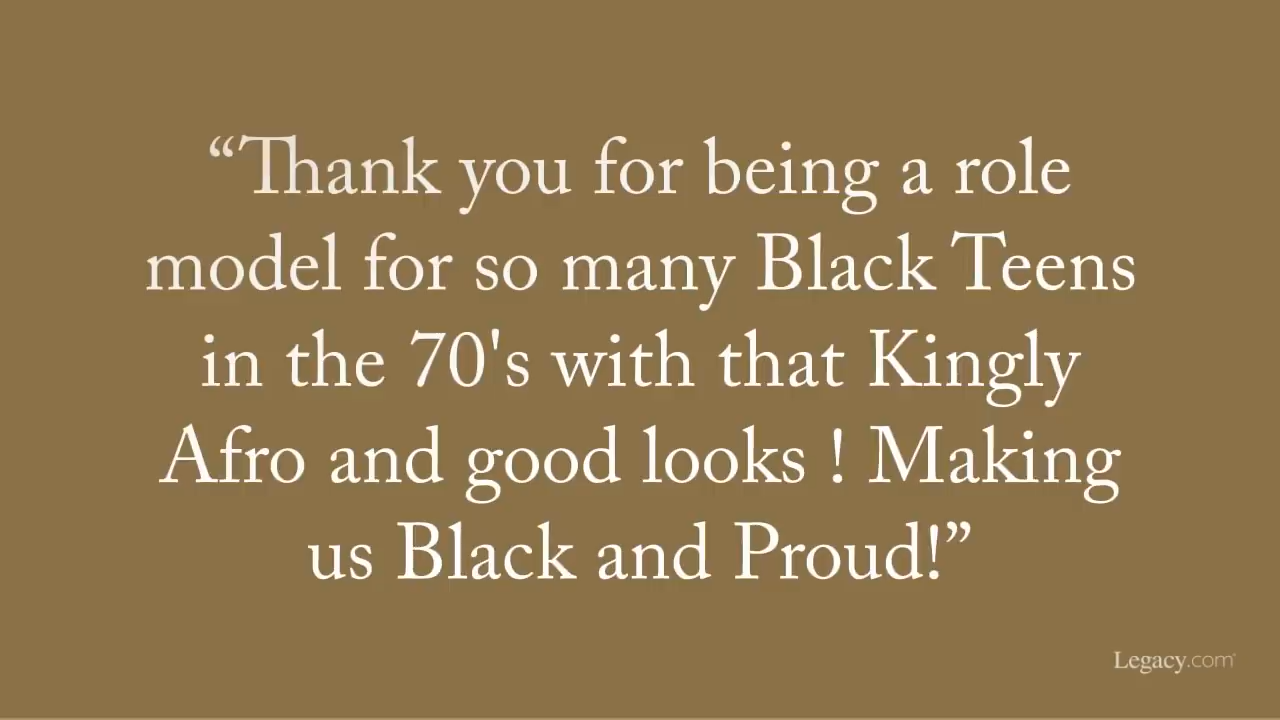 “Thank you for being a role
model for so many Black Teens
in the 70's with that Kingly
Afro and good looks ! Making
us Black and Proud!”
Legacy.com